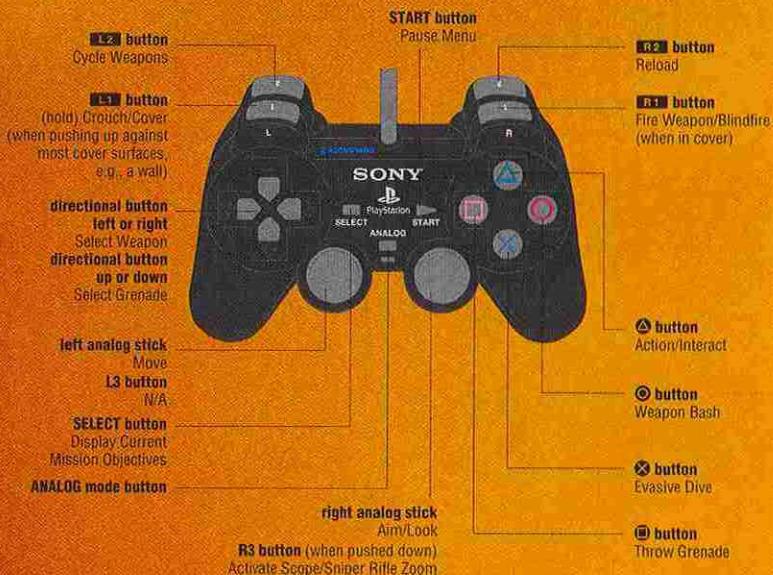 START button
Pause Menu
L2 button
Cycle Weapons
L1 button
(hold) Crouch/Cover
(when pushing up against
most cover surfaces,
e.g., a wall)
directional button
left or right
Select Weapon
directional button
up or down
Select Grenade
left analog stick
Move
L3 button
N/A
SELECT button
Display Current
Mission Objectives
ANALOG mode button
L
R
SONY
PlayStation
SELECT
START
ANALOG
right analog stick
Aim/Look
R3 button (when pushed down)
Activate Scope/Sniper Rifle Zoom
R2 button
Reload
R1 button
Fire Weapon/Blindfire
(when in cover)
button
Action/Interact
button
Weapon Bash
button
Evasive Dive
button
Throw Grenade